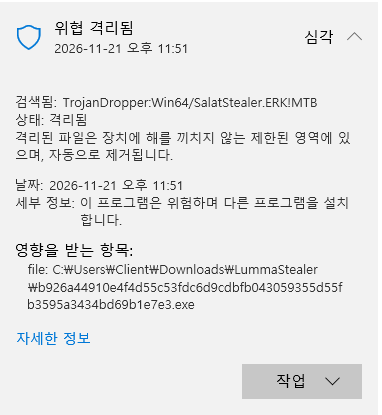 위협 격리됨
2026-11-21 오후 11:51
심각
검색됨: TrojanDropper:Win64/SalatStealer.ERK!MTB
상태: 격리됨
격리된 파일은 장치에 해를 끼치지 않는 제한된 영역에 있
으며, 자동으로 제거됩니다.
날짜: 2026-11-21 오후 11:51
세부 정보: 이 프로그램은 위험하며 다른 프로그램을 설치
합니다.
영향을 받는 항목:
file: C:₩Users₩Client₩Downloads₩LummaStealer
₩b926a44910e4f4d55c53fdc6d9cdbfb043059355d55f
b3595a3434bd69b1e7e3.exe
자세한 정보
작업